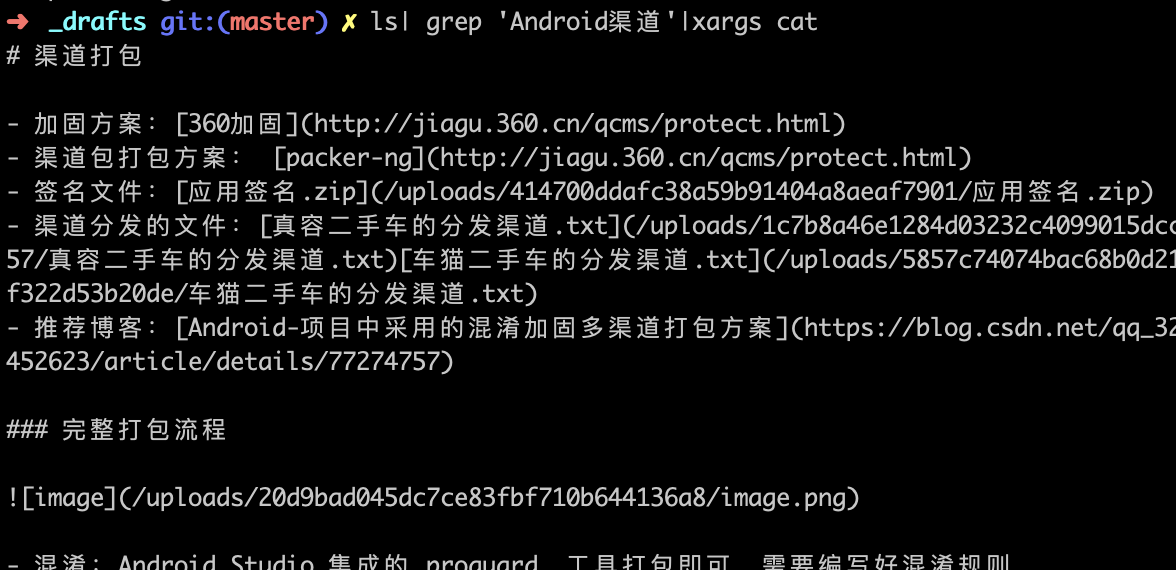 ➜ _drafts git:(master) ✗ ls| grep 'Android渠道'|xargs cat
# 渠道打包
- 加固方案：[360加固](http://jiagu.360.cn/qcms/protect.html)
- 渠道包打包方案： [packer-ng](http://jiagu.360.cn/qcms/protect.html)
- 签名文件：[应用签名.zip](/uploads/414700ddafc38a59b91404a8aeaf7901/应用签名.zip)
- 渠道分发的文件：[真容二手车的分发渠道.txt](/uploads/1c7b8a46e1284d03232c4099015dcc
57/真容二手车的分发渠道.txt)[车猫二手车的分发渠道.txt](/uploads/5857c74074bac68b0d21
f322d53b20de/车猫二手车的分发渠道.txt)
- 推荐博客：[Android-项目中采用的混淆加固多渠道打包方案](https://blog.csdn.net/qq_32
452623/article/details/77274757)
### 完整打包流程
![image](/uploads/20d9bad045dc7ce83fbf710b644136a8/image.png)
- 混淆：Android Studio 集成的 proguard 工具打包即可，需要编写好混淆规则